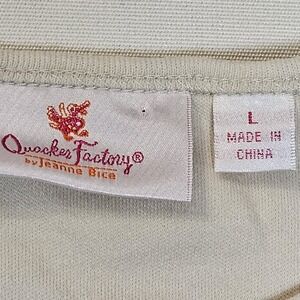 Quacker Factory®
by Jeanne Bice
L
MADE IN
CHINA